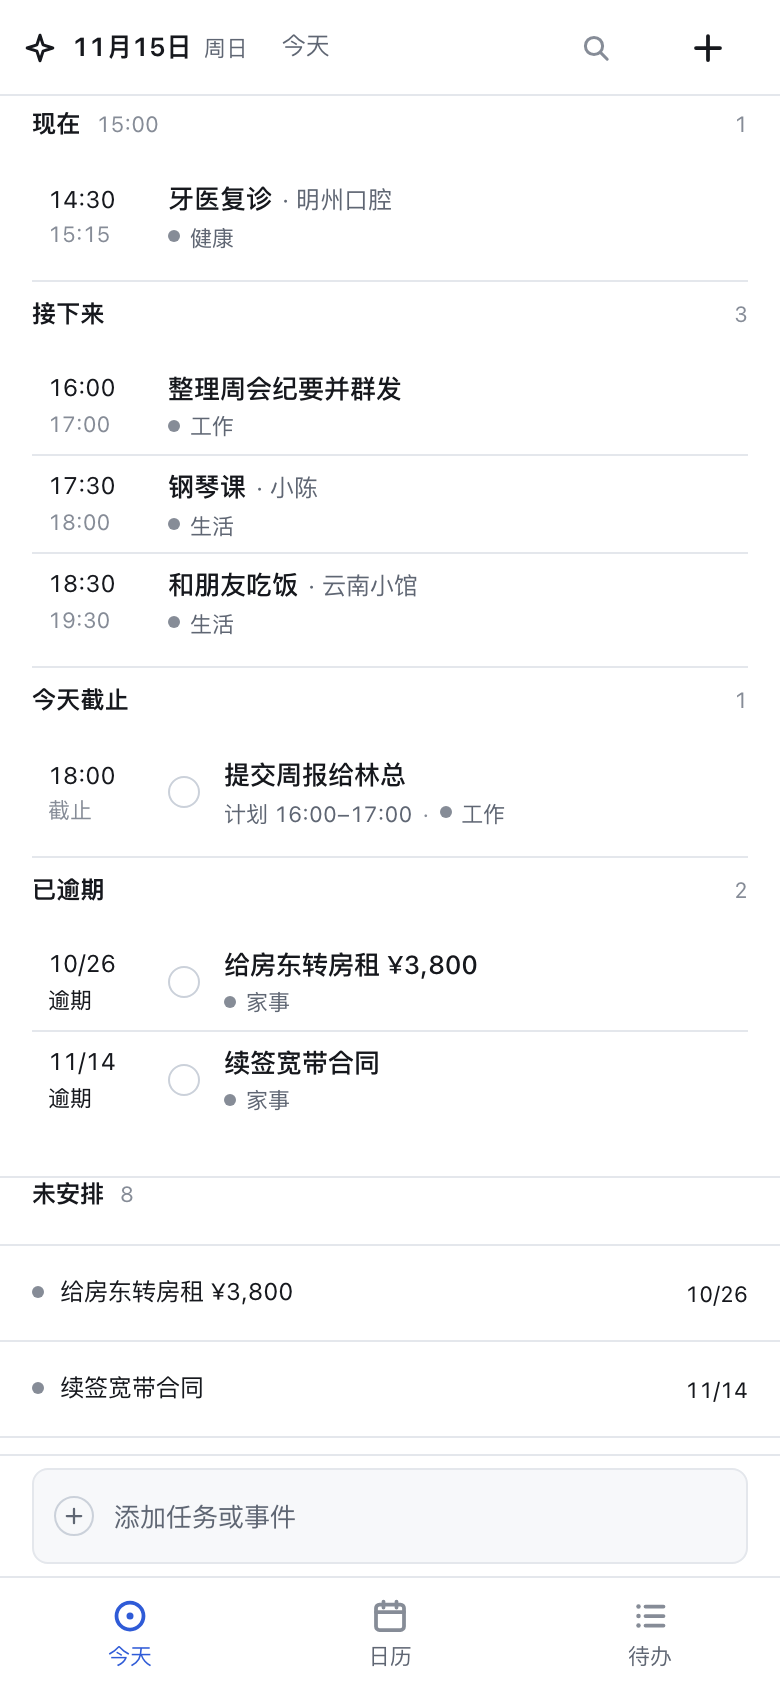 11月15日 周日 今天
现在 15:00 1
14:30 牙医复诊 · 明州口腔
15:15 健康
接下来 3
16:00 整理周会纪要并群发
17:00 工作
17:30 钢琴课 · 小陈
18:00 生活
18:30 和朋友吃饭 · 云南小馆
19:30 生活
今天截止 1
18:00 提交周报给林总
截止 计划 16:00–17:00 · 工作
已逾期 2
10/26 给房东转房租 ¥3,800
逾期 家事
11/14 续签宽带合同
逾期 家事
未安排 8
给房东转房租 ¥3,800 10/26
续签宽带合同 11/14
添加任务或事件
今天 日历 待办